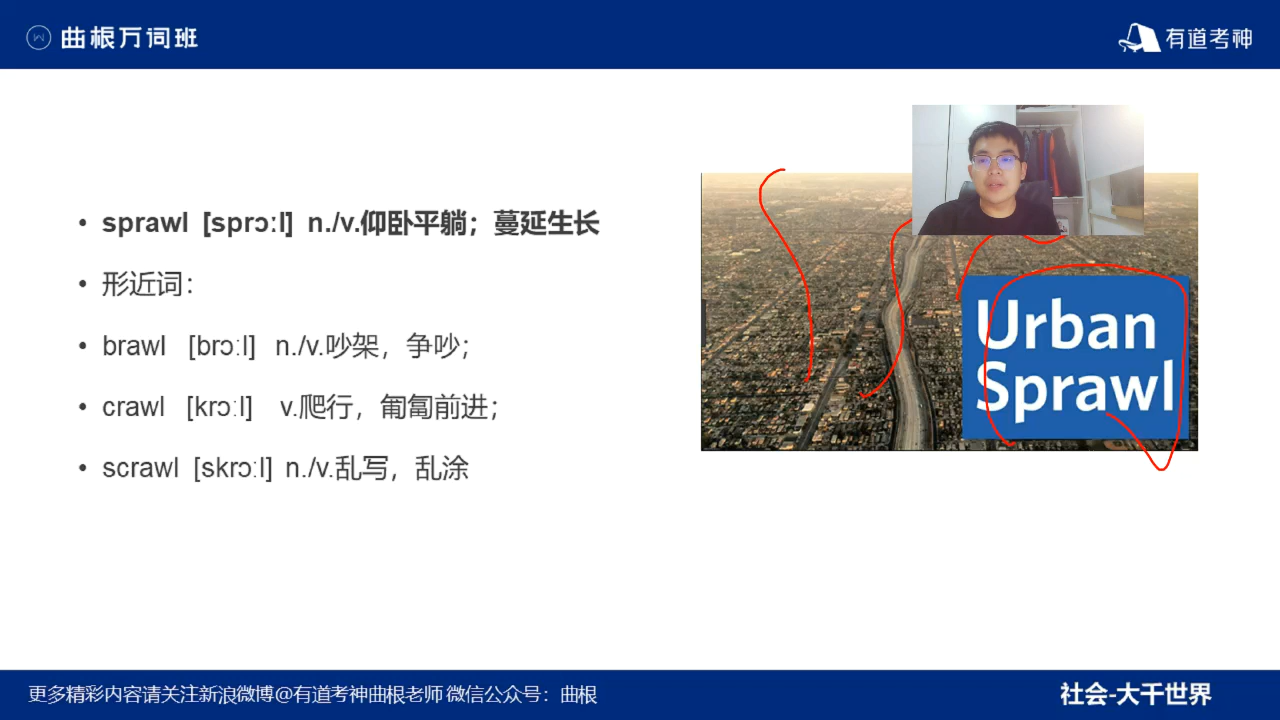 曲根万词班
有道考神
• sprawl [sprɔːl] n./v.仰卧平躺；蔓延生长
• 形近词：
• brawl [brɔːl] n./v.吵架，争吵；
• crawl [krɔːl] v.爬行，匍匐前进；
• scrawl [skrɔːl] n./v.乱写，乱涂
Urban
Sprawl
更多精彩内容请关注新浪微博@有道考神曲根老师 微信公众号：曲根
社会-大千世界